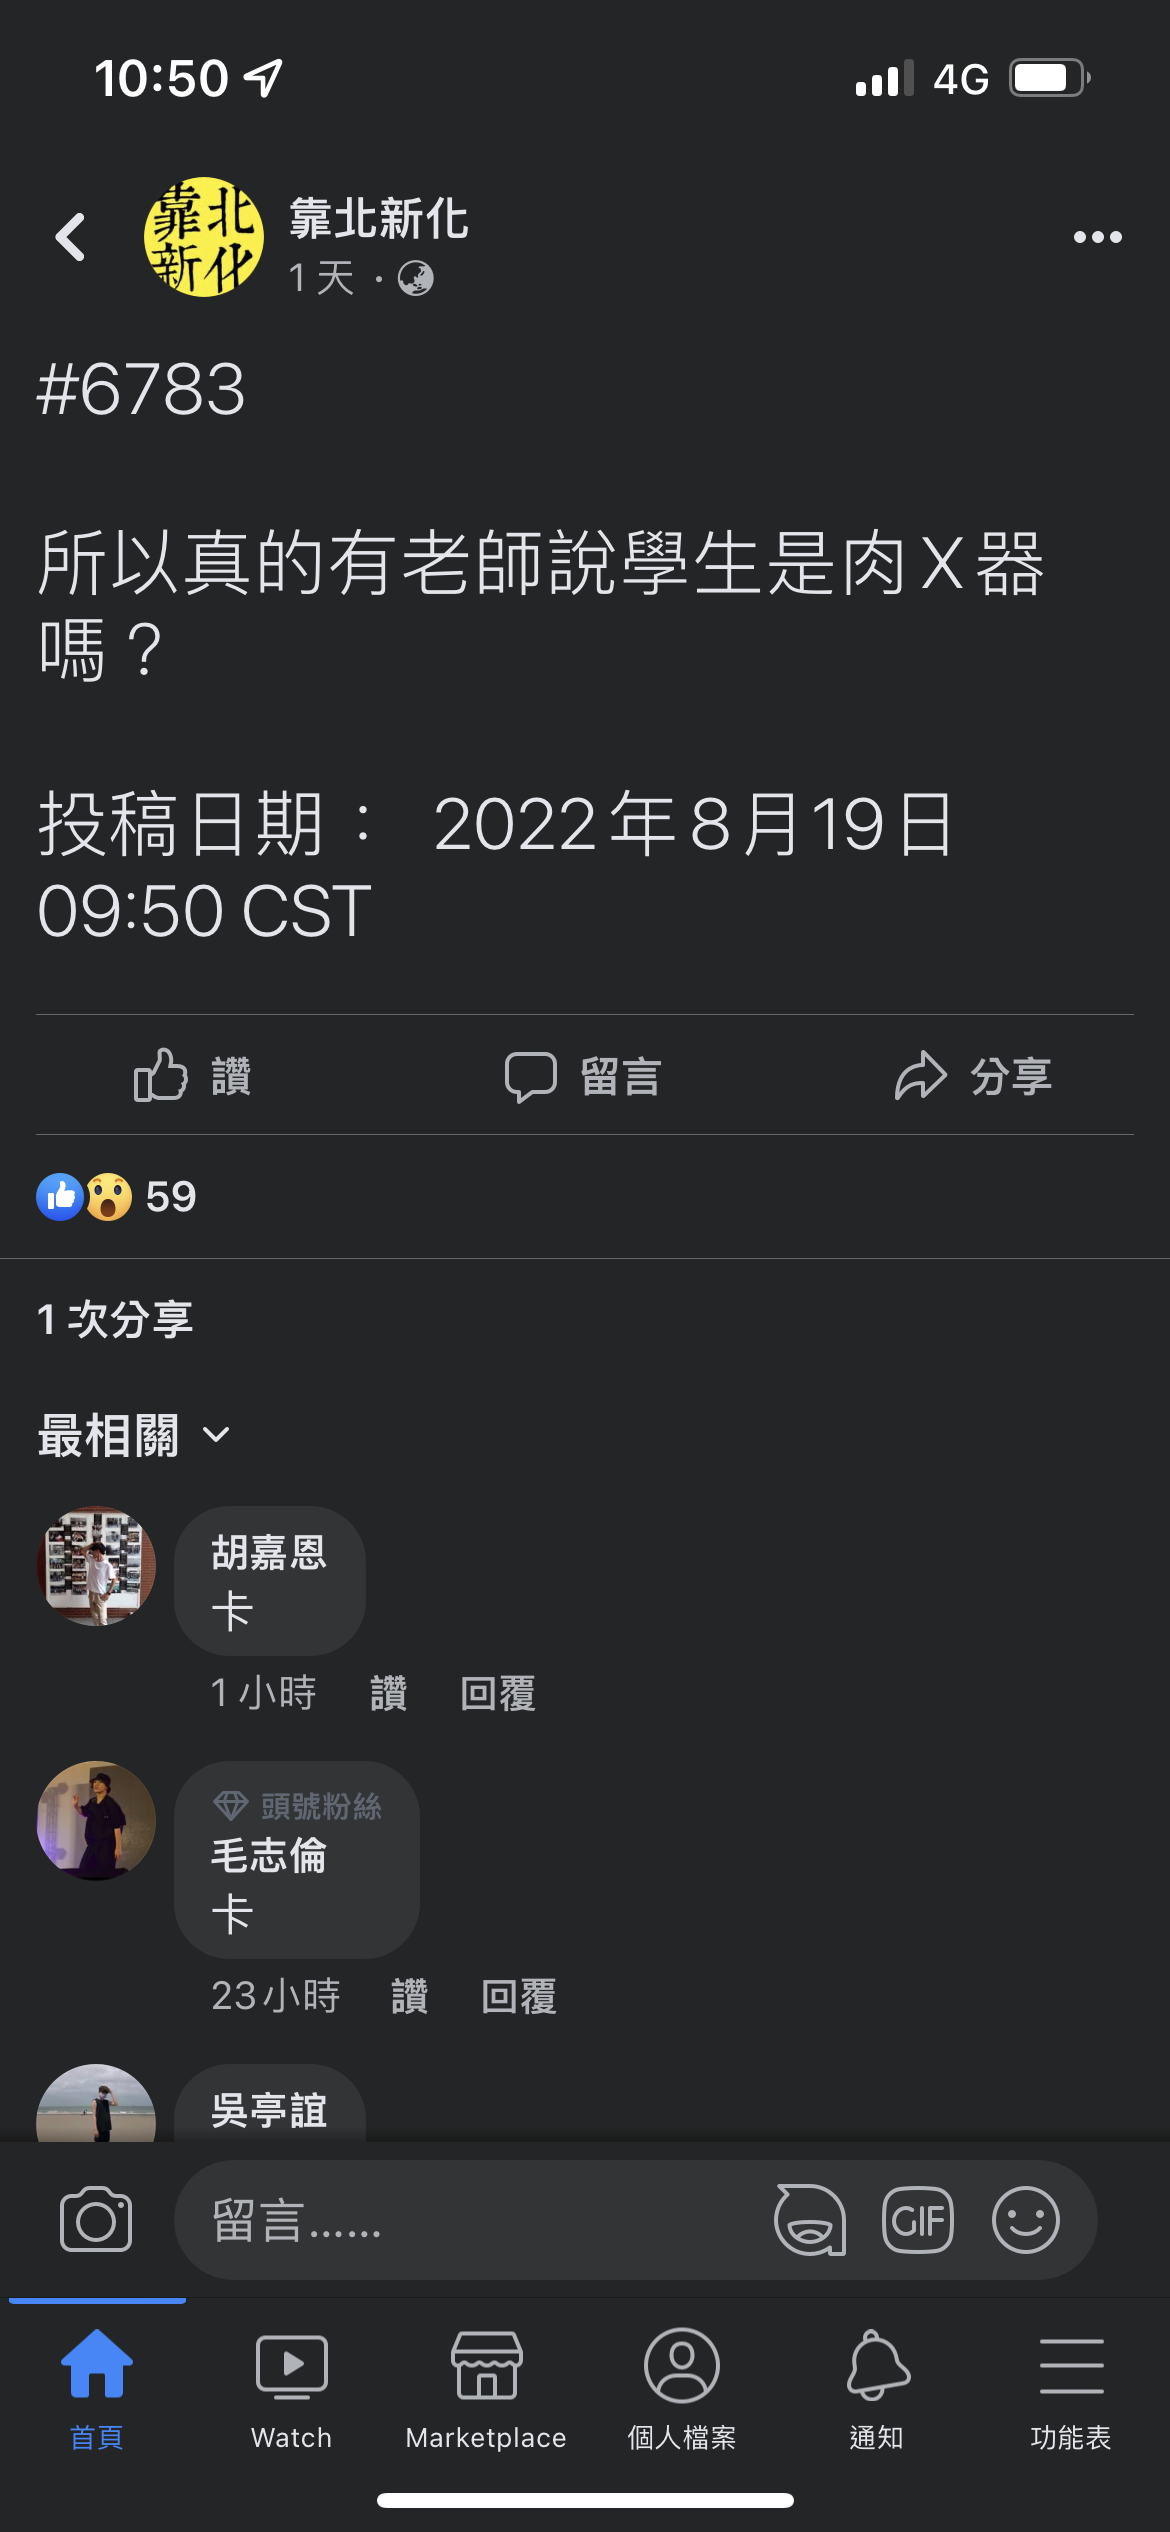 10:50
4G
靠北
新化
靠北新化
1 天 ·
#6783
所以真的有老師說學生是肉X器
嗎？
投稿日期： 2022年8月19日
09:50 CST
讚
留言
分享
59
1 次分享
最相關
胡嘉恩
卡
1 小時 讚 回覆
頭號粉絲
毛志倫
卡
23小時 讚 回覆
吳亭誼
留言......
GIF
首頁
Watch
Marketplace
個人檔案
通知
功能表